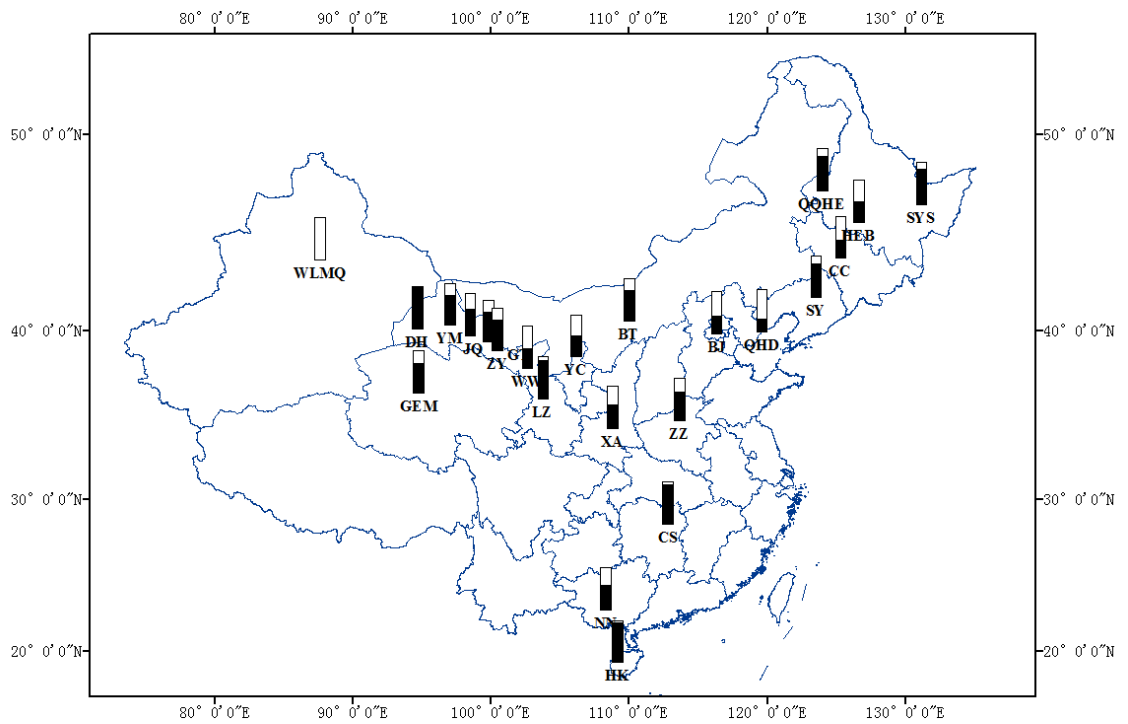 80° 0'0"E 90° 0'0"E 100° 0'0"E 110° 0'0"E 120° 0'0"E 130° 0'0"E
50° 0'0"N 50° 0'0"N
QQHE
SYS
HEB
WLMQ
CC
SY
40° 0'0"N 40° 0'0"N
DH
YM
JQ
ZY
G
BT
BJ
QHD
WW
YC
GEM
LZ
XA
ZZ
30° 0'0"N 30° 0'0"N
CS
NN
20° 0'0"N 20° 0'0"N
HK
80° 0'0"E 90° 0'0"E 100° 0'0"E 110° 0'0"E 120° 0'0"E 130° 0'0"E